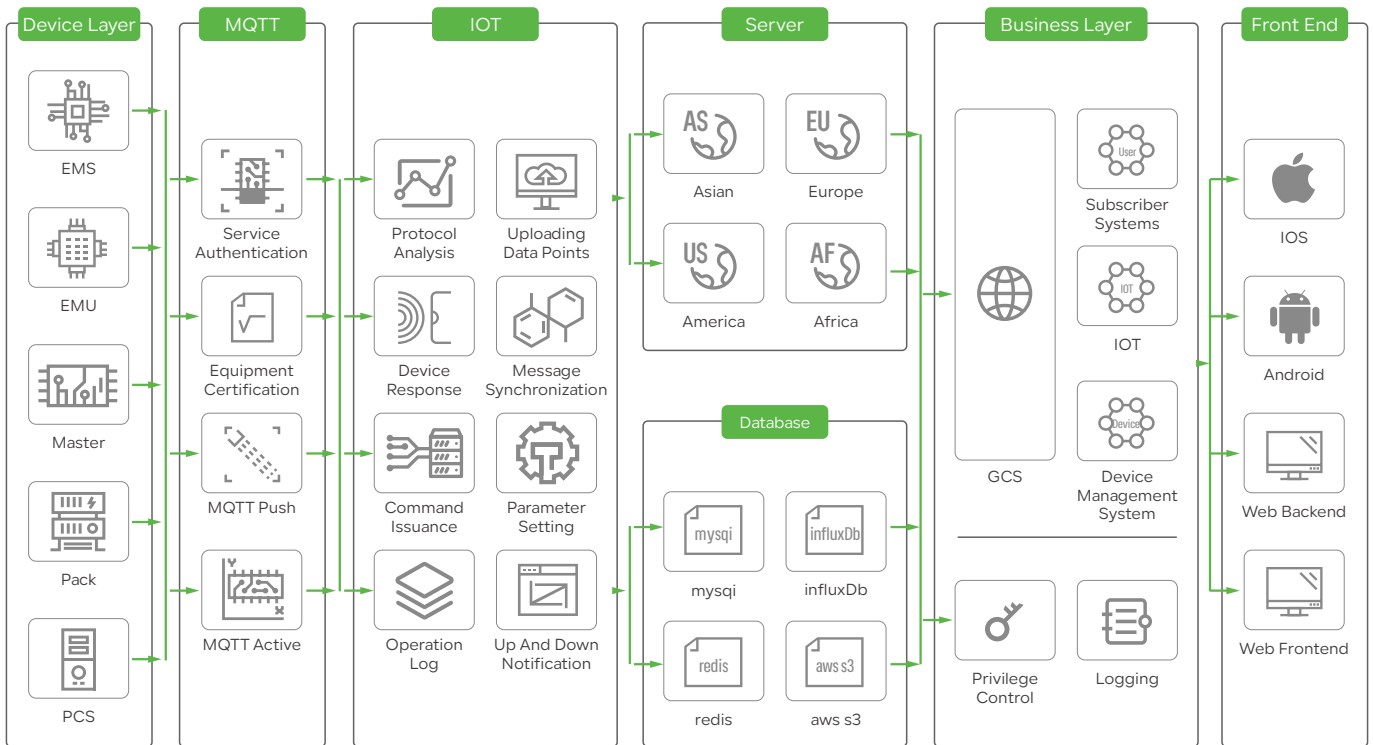 Device Layer
EMS
EMU
Master
Pack
PCS
MQTT
Service
Authentication
Equipment
Certification
MQTT Push
Y
X
MQTT Active
IOT
Protocol
Analysis
Uploading
Data Points
Device
Response
Message
Synchronization
Command
Issuance
Parameter
Setting
Operation
Log
Up And Down
Notification
Server
AS
Asian
EU
Europe
US
America
AF
Africa
Database
mysqi
mysqi
influxDb
influxDb
redis
redis
aws s3
aws s3
Business Layer
GCS
User
Subscriber
Systems
IOT
IOT
Device
Device
Management
System
Privilege
Control
Logging
Front End
IOS
Android
Web Backend
Web Frontend